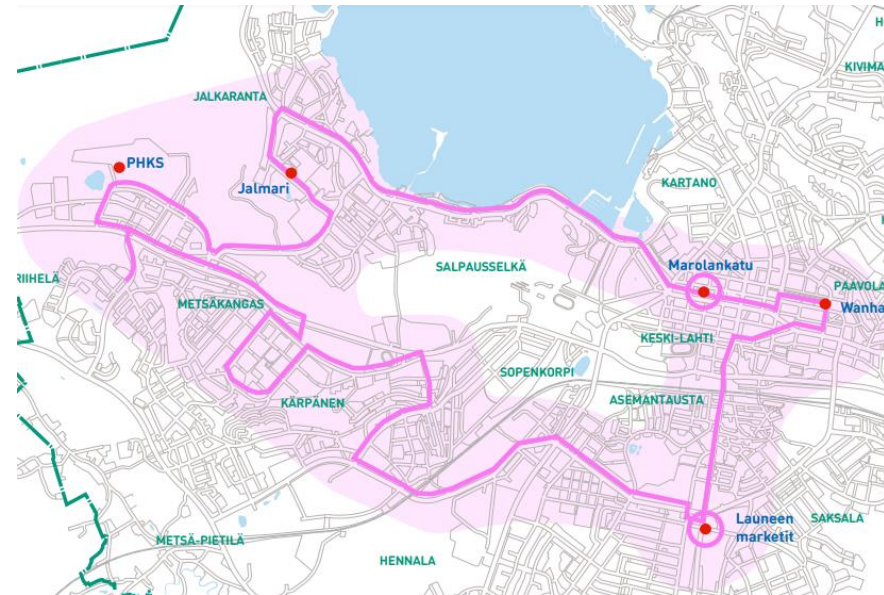 H
KIVIMÄ
JALKARANTA
PHKS
Jalmari
KARTANO
RIIHELÄ
SALPAUSSELKÄ
Marolankatu
PAAVOLA
METSÄKANGAS
Wanha
KESKI-LAHTI
SOPENKORPI
KÄRPÄNEN
ASEMANTAUSTA
Launeen
marketit
SAKSALA
METSÄ-PIETILÄ
HENNALA